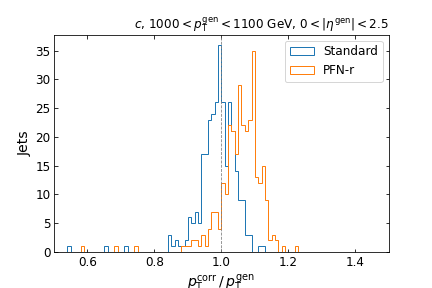 c, 1000 < p_T^gen < 1100 GeV, 0 < |η^gen| < 2.5
Standard
PFN-r
Jets
35
30
25
20
15
10
5
0
0.6 0.8 1.0 1.2 1.4
p_T^corr / p_T^gen